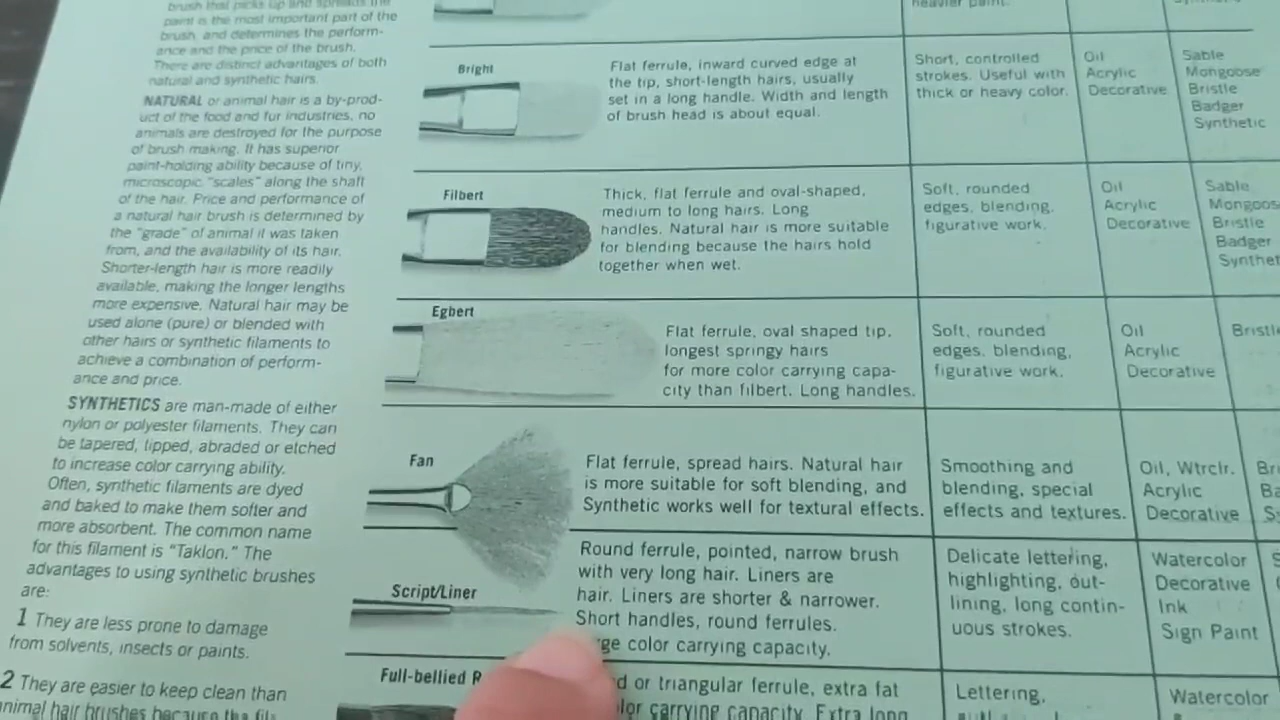 brush that picks up and spreads the
paint is the most important part of the
brush, and determines the perform-
ance and the price of the brush.
There are distinct advantages of both
natural and synthetic hairs.
NATURAL or animal hair is a by-prod-
uct of the food and fur industries, no
animals are destroyed for the purpose
of brush making. It has superior
paint-holding ability because of tiny,
microscopic "scales" along the shaft
of the hair. Price and performance of
a natural hair brush is determined by
the "grade" of animal it was taken
from, and the availability of its hair.
Shorter-length hair is more readily
available, making the longer lengths
more expensive. Natural hair may be
used alone (pure) or blended with
other hairs or synthetic filaments to
achieve a combination of perform-
ance and price.
SYNTHETICS are man-made of either
nylon or polyester filaments. They can
be tapered, tipped, abraded or etched
to increase color carrying ability.
Often, synthetic filaments are dyed
and baked to make them softer and
more absorbent. The common name
for this filament is "Taklon." The
advantages to using synthetic brushes
are:
1 They are less prone to damage
from solvents, insects or paints.
2 They are easier to keep clean than
animal hair brushes because the
heavier paint.
Bright
Flat ferrule, inward curved edge at
the tip, short-length hairs, usually
set in a long handle. Width and length
of brush head is about equal.
Short, controlled
strokes. Useful with
thick or heavy color.
Oil
Acrylic
Decorative
Sable
Mongoose
Bristle
Badger
Synthetic
Filbert
Thick, flat ferrule and oval-shaped,
medium to long hairs. Long
handles. Natural hair is more suitable
for blending because the hairs hold
together when wet.
Soft, rounded
edges, blending,
figurative work.
Oil
Acrylic
Decorative
Sable
Mongoos
Bristle
Badger
Synthet
Egbert
Flat ferrule, oval shaped tip,
longest springy hairs
for more color carrying capa-
city than filbert. Long handles.
Soft, rounded
edges, blending,
figurative work.
Oil
Acrylic
Decorative
Bristl
Fan
Flat ferrule, spread hairs. Natural hair
is more suitable for soft blending, and
Synthetic works well for textural effects.
Smoothing and
blending, special
effects and textures.
Oil, Wtrclr.
Acrylic
Decorative
Bri
Ba
S
Script/Liner
Round ferrule, pointed, narrow brush
with very long hair. Liners are
hair. Liners are shorter & narrower.
Short handles, round ferrules.
ge color carrying capacity.
Delicate lettering,
highlighting, out-
lining, long contin-
uous strokes.
Watercolor
Decorative
Ink
Sign Paint
S
Full-bellied R
d or triangular ferrule, extra fat
lor carrying capacity. Extra long
Lettering,
Watercolor